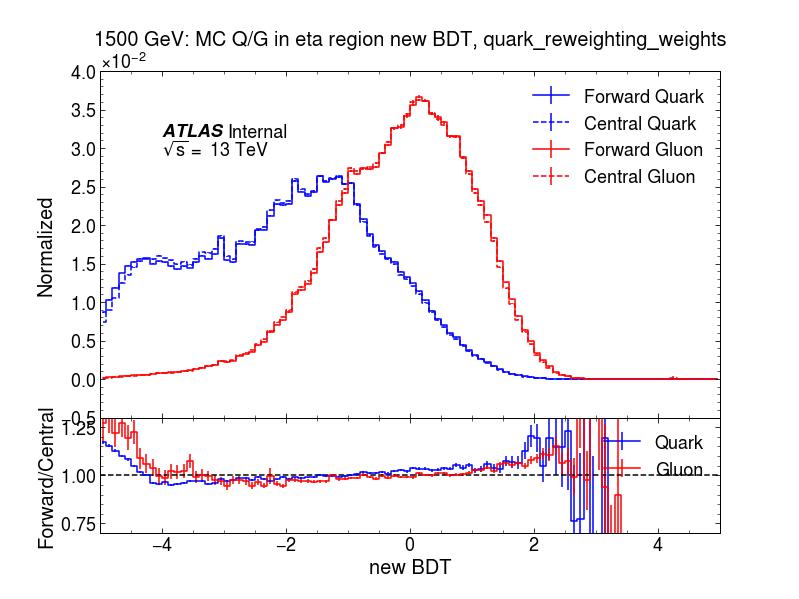 1500 GeV: MC Q/G in eta region new BDT, quark_reweighting_weights
×10⁻²
4.0
3.5
3.0
2.5
2.0
1.5
1.0
0.5
0.0
Normalized
ATLAS Internal
√s = 13 TeV
Forward Quark
Central Quark
Forward Gluon
Central Gluon
1.25
1.00
0.75
Forward/Central
Quark
Gluon
−4 −2 0 2 4
new BDT